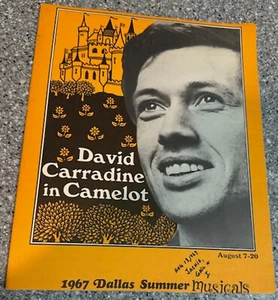 David
Carradine
in Camelot
August 7-20
1967 Dallas Summer Musicals